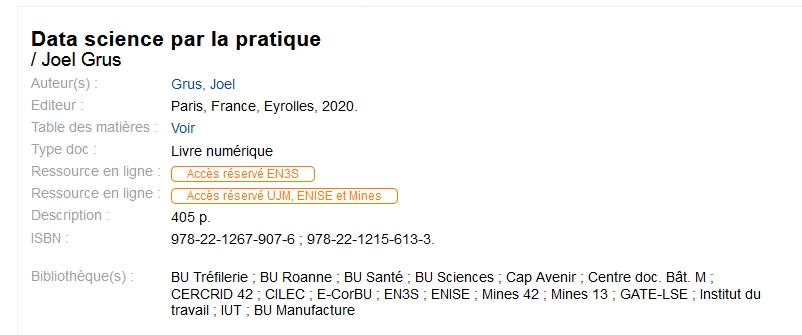 Data science par la pratique
/ Joel Grus
Auteur(s) : Grus, Joel
Editeur : Paris, France, Eyrolles, 2020.
Table des matières : Voir
Type doc : Livre numérique
Ressource en ligne : Accès réservé EN3S
Ressource en ligne : Accès réservé UJM, ENISE et Mines
Description : 405 p.
ISBN : 978-22-1267-907-6 ; 978-22-1215-613-3.
Bibliothèque(s) : BU Tréfilerie ; BU Roanne ; BU Santé ; BU Sciences ; Cap Avenir ; Centre doc. Bât. M ;
CERCRID 42 ; CILEC ; E-CorBU ; EN3S ; ENISE ; Mines 42 ; Mines 13 ; GATE-LSE ; Institut du
travail ; IUT ; BU Manufacture